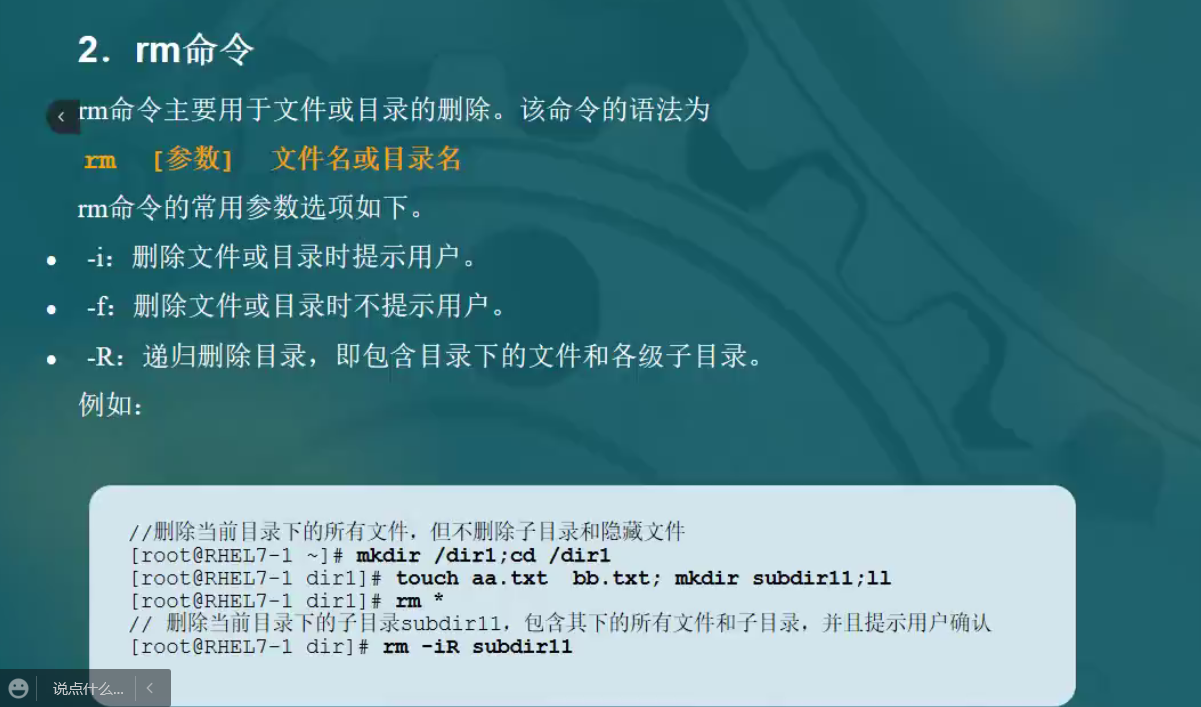 2．rm命令
rm命令主要用于文件或目录的删除。该命令的语法为
rm [参数] 文件名或目录名
rm命令的常用参数选项如下。
• -i：删除文件或目录时提示用户。
• -f：删除文件或目录时不提示用户。
• -R：递归删除目录，即包含目录下的文件和各级子目录。
例如：
//删除当前目录下的所有文件，但不删除子目录和隐藏文件
[root@RHEL7-1 ~]# mkdir /dir1;cd /dir1
[root@RHEL7-1 dir1]# touch aa.txt  bb.txt; mkdir subdir11;ll
[root@RHEL7-1 dir1]# rm *
// 删除当前目录下的子目录subdir11，包含其下的所有文件和子目录，并且提示用户确认
[root@RHEL7-1 dir]# rm -iR subdir11
说点什么...